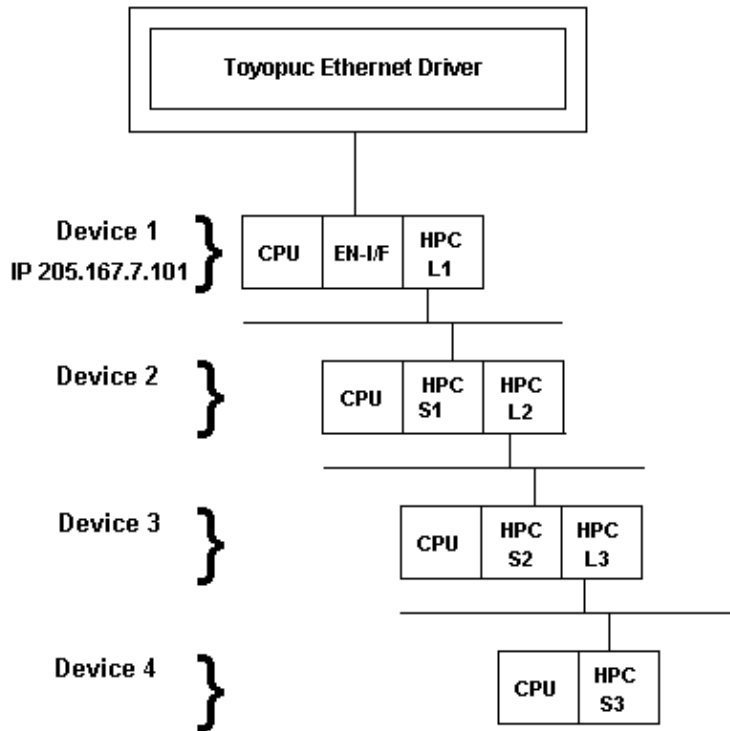 Toyopuc Ethernet Driver
Device 1
IP 205.167.7.101
CPU
EN-I/F
HPC
L1
Device 2
CPU
HPC
S1
HPC
L2
Device 3
CPU
HPC
S2
HPC
L3
Device 4
CPU
HPC
S3